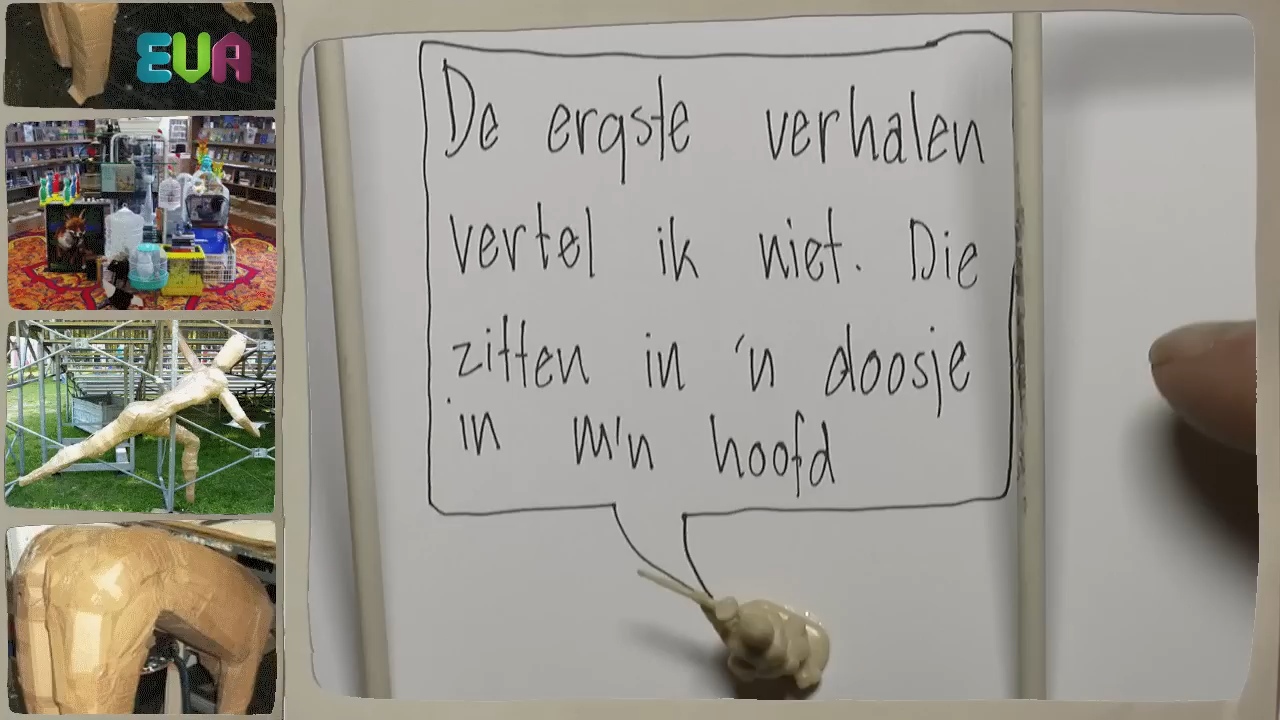 EVA
De ergste verhalen
vertel ik niet. Die
zitten in 'n doosje
in m'n hoofd